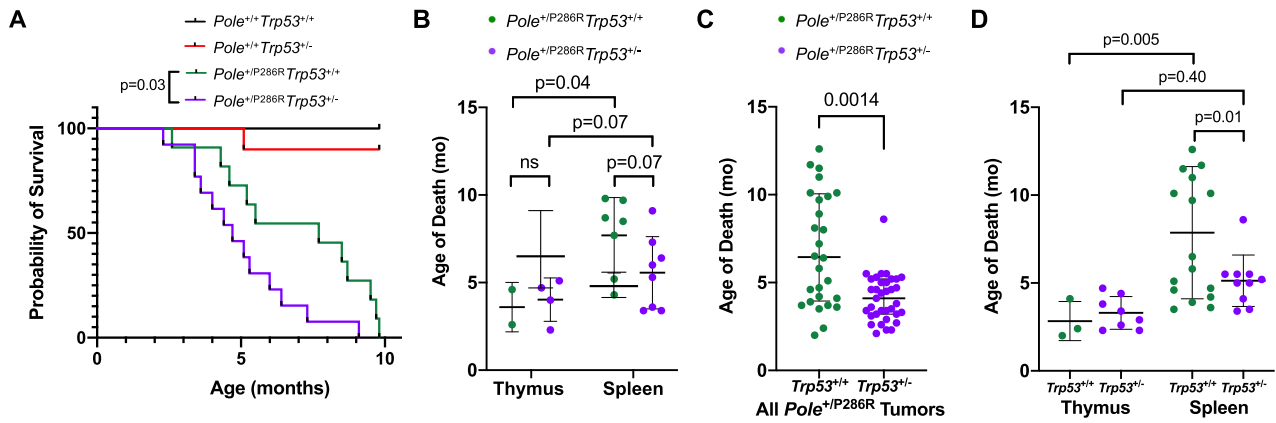 A
Pole+/+Trp53+/+
Pole+/+Trp53+/-
Pole+/P286RTrp53+/+
Pole+/P286RTrp53+/-
p=0.03
Probability of Survival
100
50
0
0 5 10
Age (months)
B
Pole+/P286RTrp53+/+
Pole+/P286RTrp53+/-
p=0.04
p=0.07
ns
p=0.07
Age of Death (mo)
15
10
5
0
Thymus Spleen
C
Pole+/P286RTrp53+/+
Pole+/P286RTrp53+/-
0.0014
Age of Death (mo)
15
10
5
0
Trp53+/+ Trp53+/-
All Pole+/P286R Tumors
D
p=0.005
p=0.40
p=0.01
Age of Death (mo)
15
10
5
0
Trp53+/+ Trp53+/- Trp53+/+ Trp53+/-
Thymus Spleen